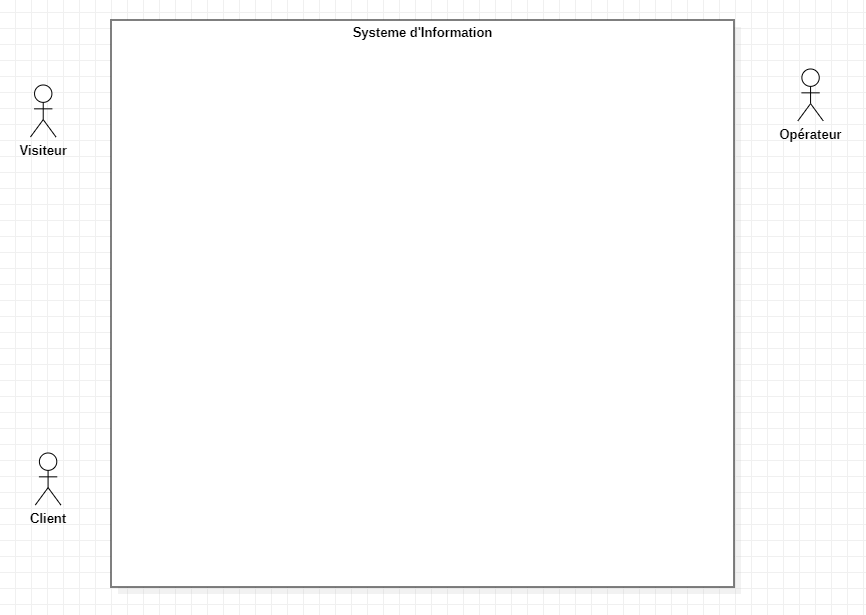 Systeme d'Information
Visiteur
Opérateur
Client